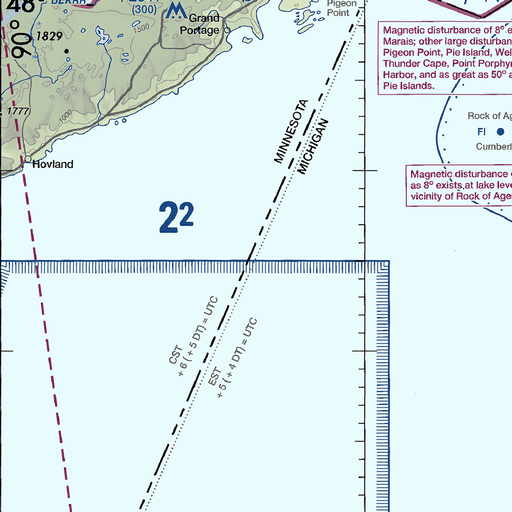 48°
90°
1829
(300)
Grand
Portage
Pigeon
Point
Magnetic disturbance of 8° e
Marais; other large disturban
Pigeon Point, Pie Island, Wel
Thunder Cape, Point Porphyr
Harbor, and as great as 50° a
Pie Islands.
1777
1000
1000
Hovland
MINNESOTA
MICHIGAN
Rock of Ag
Fl
Cumberl
Magnetic disturbance
as 8° exists at lake leve
vicinity of Rock of Ages
22
CST
+ 6 ( + 5 DT) = UTC
EST
+ 5 ( + 4 DT) = UTC